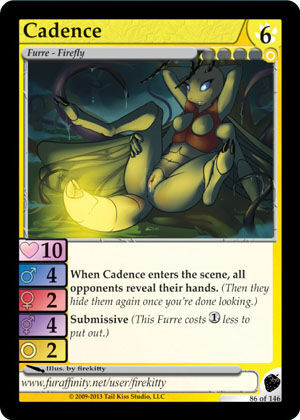 Cadence
6
Furre - Firefly
10
4
2
4
2
When Cadence enters the scene, all
opponents reveal their hands. (Then they
hide them again once you're done looking.)
Submissive (This Furre costs 1 less to
put out.)
Illus. by firekitty
www.furaffinity.net/user/firekitty
86 of 146
© 2009-2013 Tail Kiss Studio, LLC